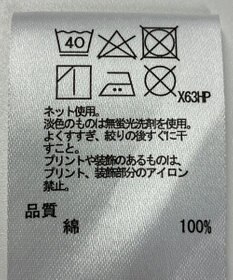 40
X63HP
ネット使用。
淡色のものは無蛍光洗剤を使用。
よくすすぎ、絞りの後すぐに干
すこと。
プリントや装飾のあるものは、
プリント、装飾部分のアイロン
禁止。
品質
綿 100%